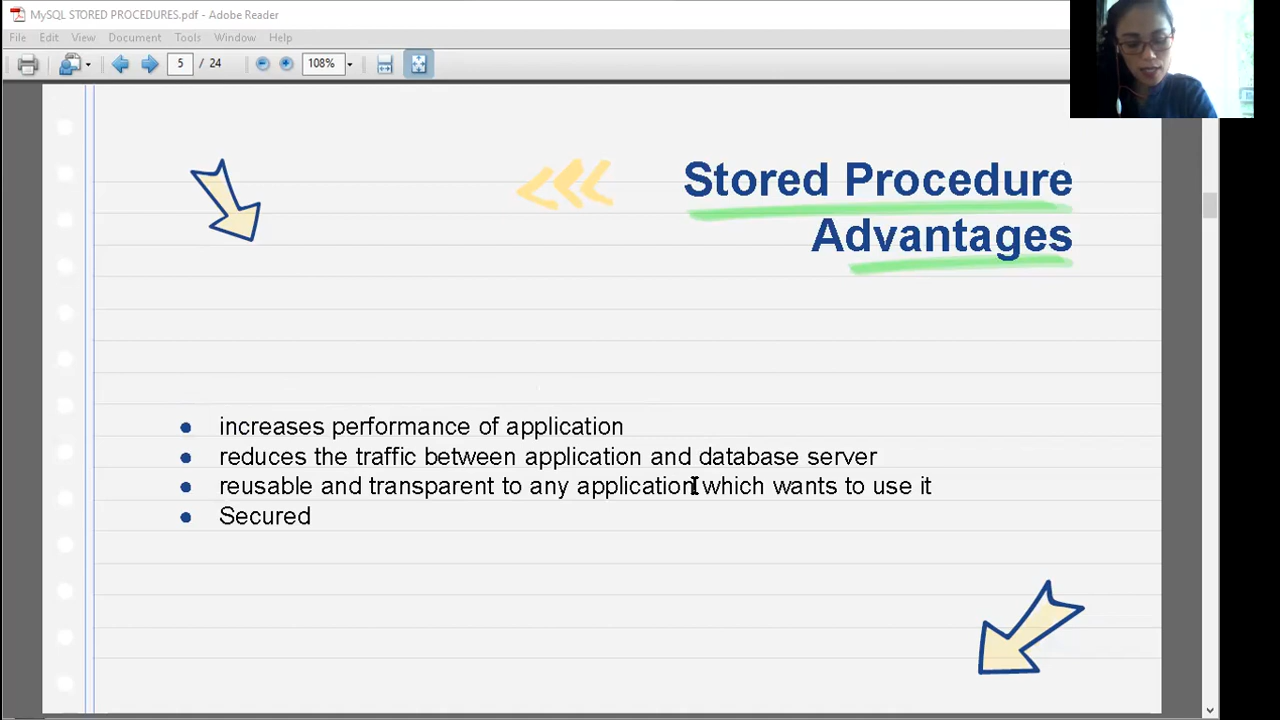 MySQL STORED PROCEDURES.pdf - Adobe Reader
File Edit View Document Tools Window Help
5 / 24 108%
Stored Procedure
Advantages
increases performance of application
reduces the traffic between application and database server
reusable and transparent to any application which wants to use it
Secured